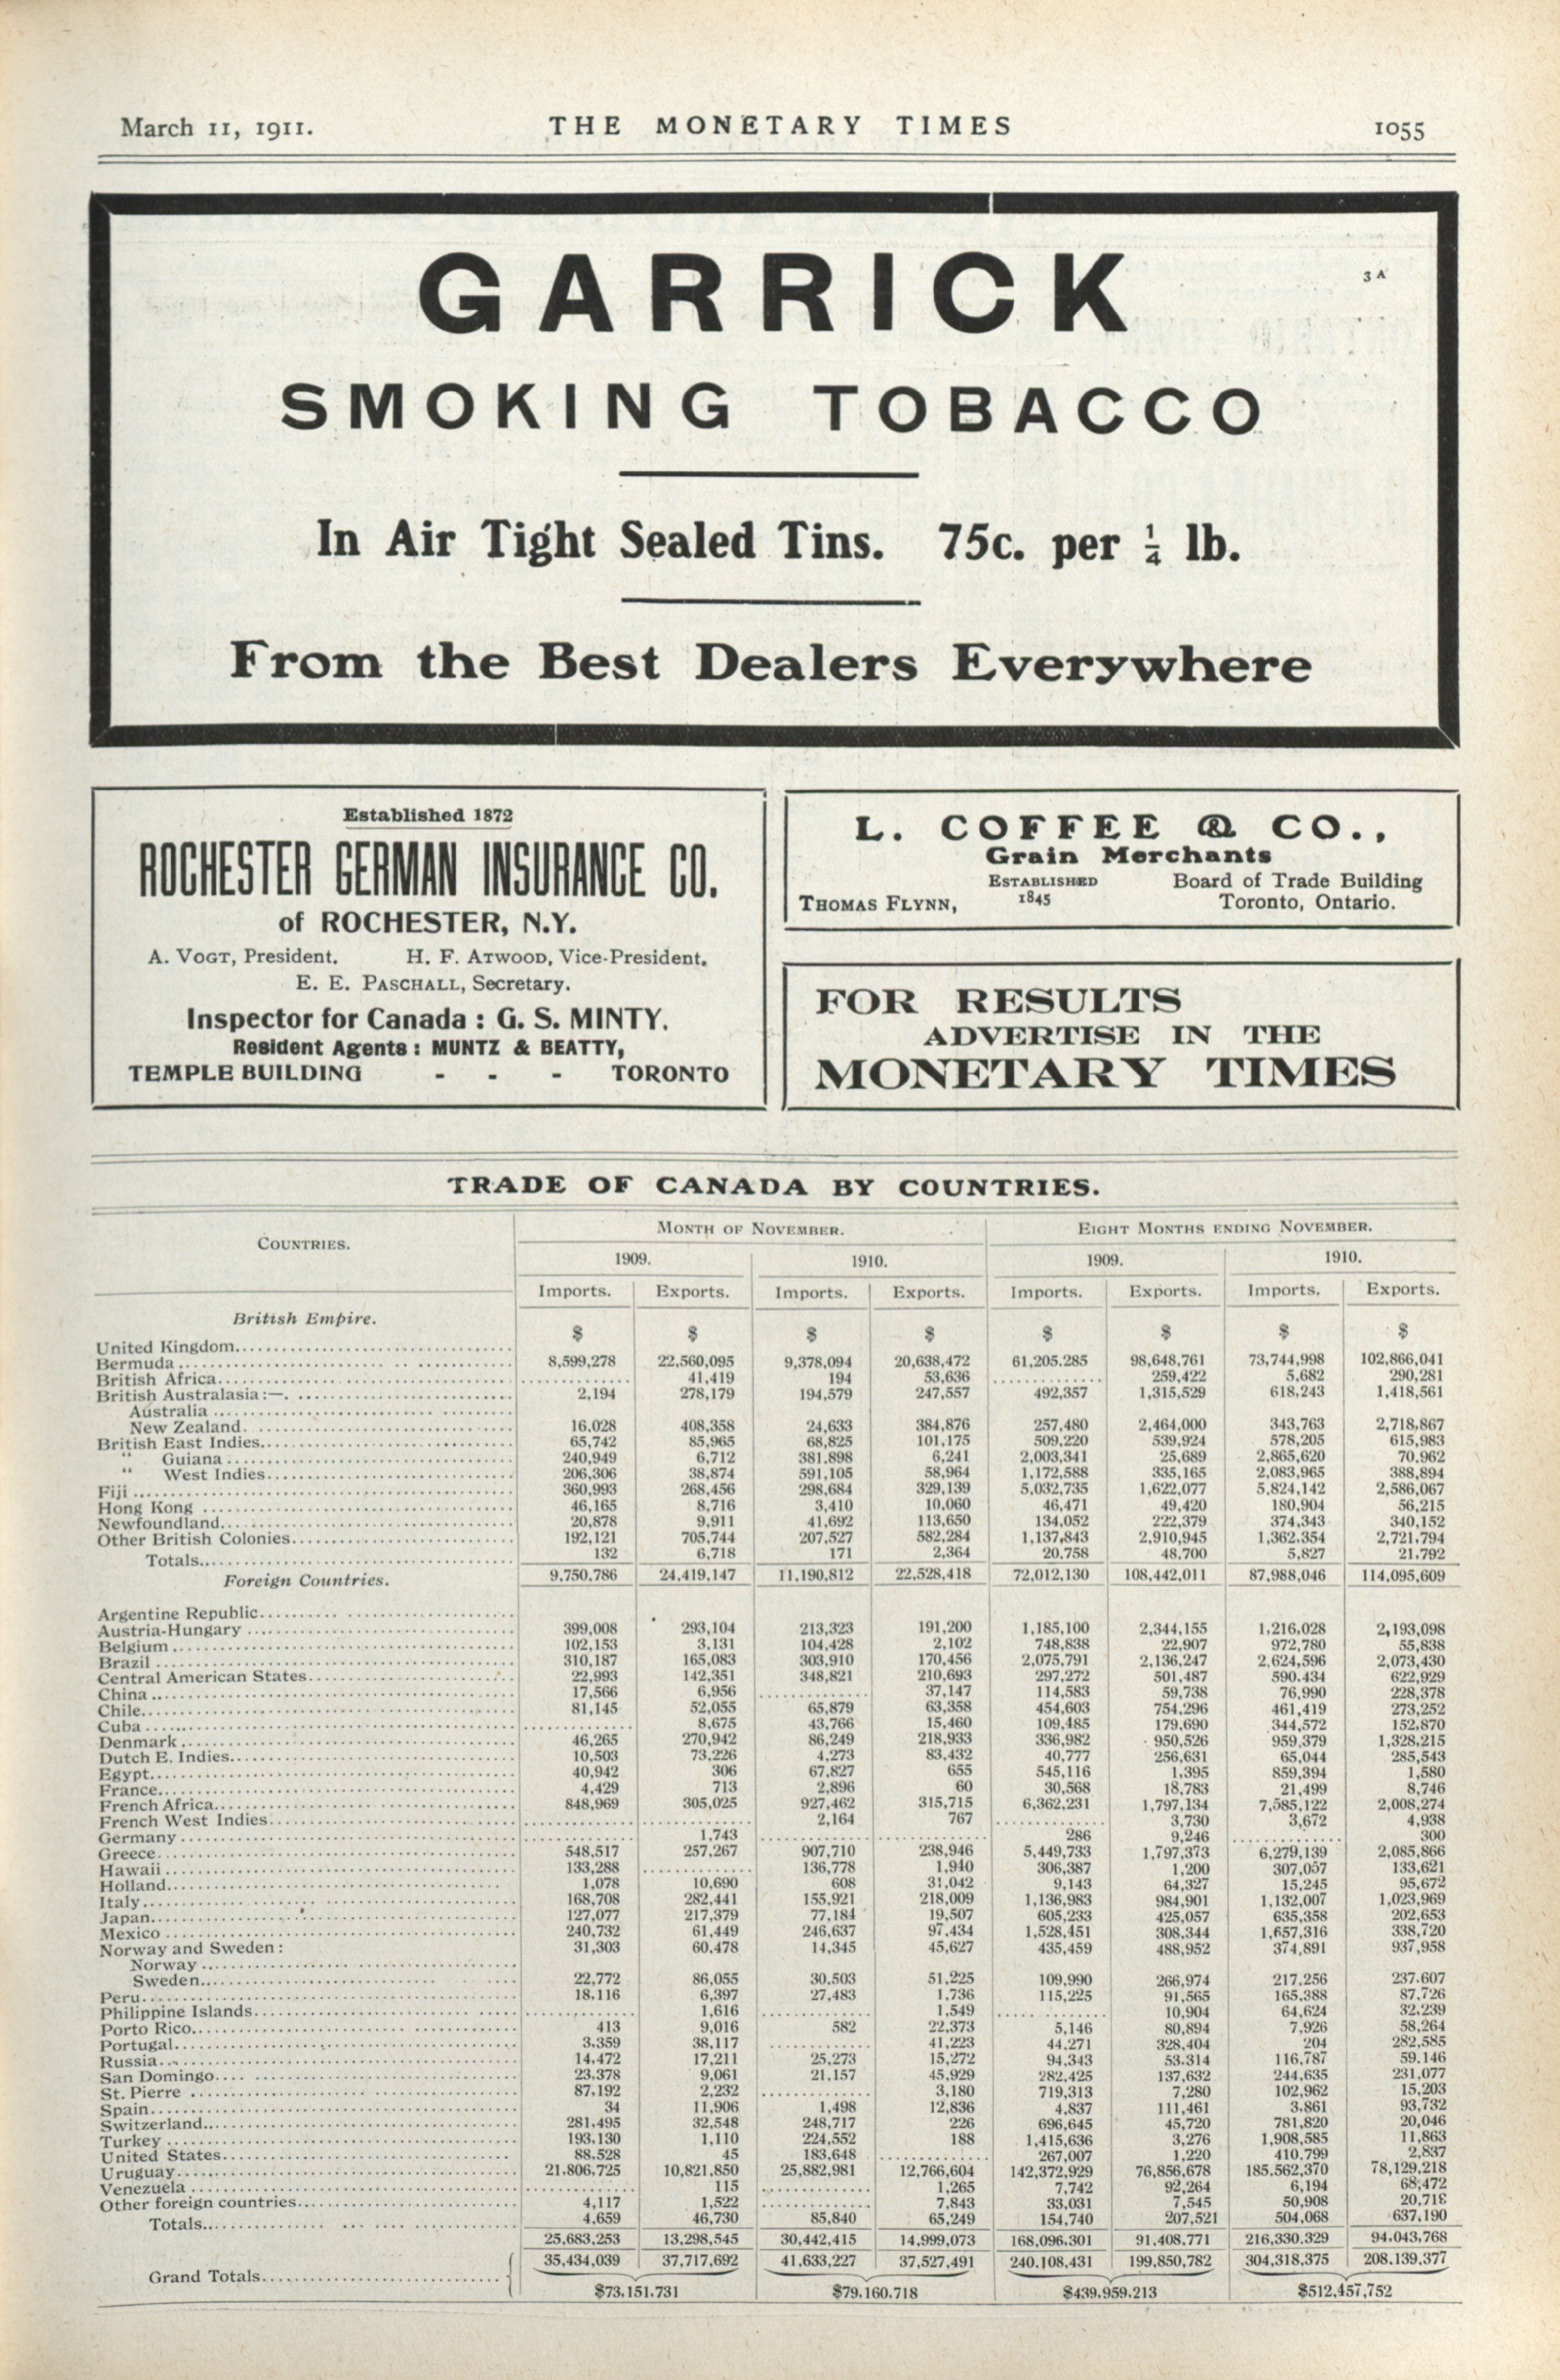 March 11, 1911.    THE MONETARY TIMES    1055
GARRICK
3 A
SMOKING TOBACCO
In Air Tight Sealed Tins. 75c. per ¼ lb.
From the Best Dealers Everywhere
Established 1872
ROCHESTER GERMAN INSURANCE CO.
of ROCHESTER, N.Y.
A. VOGT, President. H. F. ATWOOD, Vice-President.
E. E. PASCHALL, Secretary.
Inspector for Canada : G. S. MINTY.
Resident Agents : MUNTZ & BEATTY,
TEMPLE BUILDING - - - TORONTO
L. COFFEE & CO.,
Grain Merchants
ESTABLISHED Board of Trade Building
THOMAS FLYNN, 1845 Toronto, Ontario.
FOR RESULTS
ADVERTISE IN THE
MONETARY TIMES
TRADE OF CANADA BY COUNTRIES.
COUNTRIES. MONTH OF NOVEMBER. EIGHT MONTHS ENDING NOVEMBER.
1909. 1910. 1909. 1910.
Imports. Exports. Imports. Exports. Imports. Exports. Imports. Exports.
British Empire.
$ $ $ $ $ $ $ $
United Kingdom 8,599,278 22,560,095 9,378,094 20,638,472 61,205.285 98,648,761 73,744,998 102,866,041
Bermuda ............ 41,419 194 53,636 ............ 259,422 5,682 290,281
British Africa 2,194 278,179 194,579 247,557 492,357 1,315,529 618,243 1,418,561
British Australasia:—
Australia 16.028 408,358 24,633 384,876 257,480 2,464,000 343,763 2,718,867
New Zealand. 65,742 85,965 68,825 101,175 509,220 539,924 578,205 615,983
British East Indies 240,949 6,712 381,898 6,241 2,003,341 25,689 2,865,620 70,962
" Guiana 206,306 38,874 591,105 58,964 1,172,588 335,165 2,083,965 388,894
" West Indies 360,993 268,456 298,684 329,139 5,032,735 1,622,077 5,824,142 2,586,067
Fiji 46,165 8,716 3,410 10,060 46,471 49,420 180,904 56,215
Hong Kong 20,878 9,911 41,692 113,650 134,052 222,379 374,343 340,152
Newfoundland 192,121 705,744 207,527 582,284 1,137,843 2,910,945 1,362,354 2,721,794
Other British Colonies 132 6,718 171 2,364 20,758 48,700 5,827 21,792
Totals 9,750,786 24,419,147 11,190,812 22,528,418 72,012,130 108,442,011 87,988,046 114,095,609
Foreign Countries.
Argentine Republic 399,008 293,104 213,323 191,200 1,185,100 2,344,155 1,216,028 2,193,098
Austria-Hungary 102,153 3,131 104,428 2,102 748,838 22,907 972,780 55,838
Belgium 310,187 165,083 303,910 170,456 2,075,791 2,136,247 2,624,596 2,073,430
Brazil 22,993 142,351 348,821 210,693 297,272 501,487 590,434 622,929
Central American States 17,566 6,956 ............ 37,147 114,583 59,738 76,990 228,378
China 81,145 52,055 65,879 63,358 454,603 754,296 461,419 273,252
Chile ............ 8,675 43,766 15,460 109,485 179,690 344,572 152,870
Cuba 46,265 270,942 86,249 218,933 336,982 950,526 959,379 1,328,215
Denmark 10,503 73,226 4,273 83,432 40,777 256,631 65,044 285,543
Dutch E. Indies 40,942 306 67,827 655 545,116 1,395 859,394 1,580
Egypt 4,429 713 2,896 60 30,568 18,783 21,499 8,746
France 848,969 305,025 927,462 315,715 6,362,231 1,797,134 7,585,122 2,008,274
French Africa ............ ............ 2,164 767 ............ 3,730 3,672 4,938
French West Indies ............ 1,743 ............ ............ 286 9,246 ............ 300
Germany 548,517 257,267 907,710 238,946 5,449,733 1,797,373 6,279,139 2,085,866
Greece 133,288 ............ 136,778 1,940 306,387 1,200 307,057 133,621
Hawaii 1,078 10,690 608 31,042 9,143 64,327 15,245 95,672
Holland 168,708 282,441 155,921 218,009 1,136,983 984,901 1,132,007 1,023,969
Italy 127,077 217,379 77,184 19,507 605,233 425,057 635,358 202,653
Japan 240,732 61,449 246,637 97,434 1,528,451 308,344 1,657,316 338,720
Mexico 31,303 60,478 14,345 45,627 435,459 488,952 374,891 937,958
Norway and Sweden :
Norway 22,772 86,055 30,503 51,225 109,990 266,974 217,256 237,607
Sweden 18,116 6,397 27,483 1,736 115,225 91,565 165,388 87,726
Peru ............ 1,616 ............ 1,549 ............ 10,904 64,624 32,239
Philippine Islands 413 9,016 582 22,373 5,146 80,894 7,926 58,264
Porto Rico 3,359 38,117 ............ 41,223 44,271 328,404 204 282,585
Portugal 14,472 17,211 25,273 15,272 94,343 53,314 116,787 59,146
Russia 23,378 9,061 21,157 45,929 282,425 137,632 244,635 231,077
San Domingo 87,192 2,232 ............ 3,180 719,313 7,280 102,962 15,203
St. Pierre 34 11,906 1,498 12,836 4,837 111,461 3,861 93,732
Spain 281,495 32,548 248,717 226 696,645 45,720 781,820 20,046
Switzerland 193,130 1,110 224,552 188 1,415,636 3,276 1,908,585 11,863
Turkey 88,528 45 183,648 ............ 267,007 1,220 410,799 2,837
United States 21,806,725 10,821,850 25,882,981 12,766,604 142,372,929 76,856,678 185,562,370 78,129,218
Uruguay ............ 115 ............ 1,265 7,742 92,264 6,194 68,472
Venezuela 4,117 1,522 ............ 7,843 33,031 7,545 50,908
Other foreign countries 4,659 46,730 85,840 65,249 154,740 207,521 504,068 637,190
Totals 25,683,253 13,298,545 30,442,415 14,999,073 168,096,301 91,408,771 216,330,329 94,043,768
35,434,039 37,717,692 41,633,227 37,527,491 240,108,431 199,850,782 304,318,375 208,139,377
Grand Totals
$73,151,731 $79,160,718 $439,959,213 $512,457,752